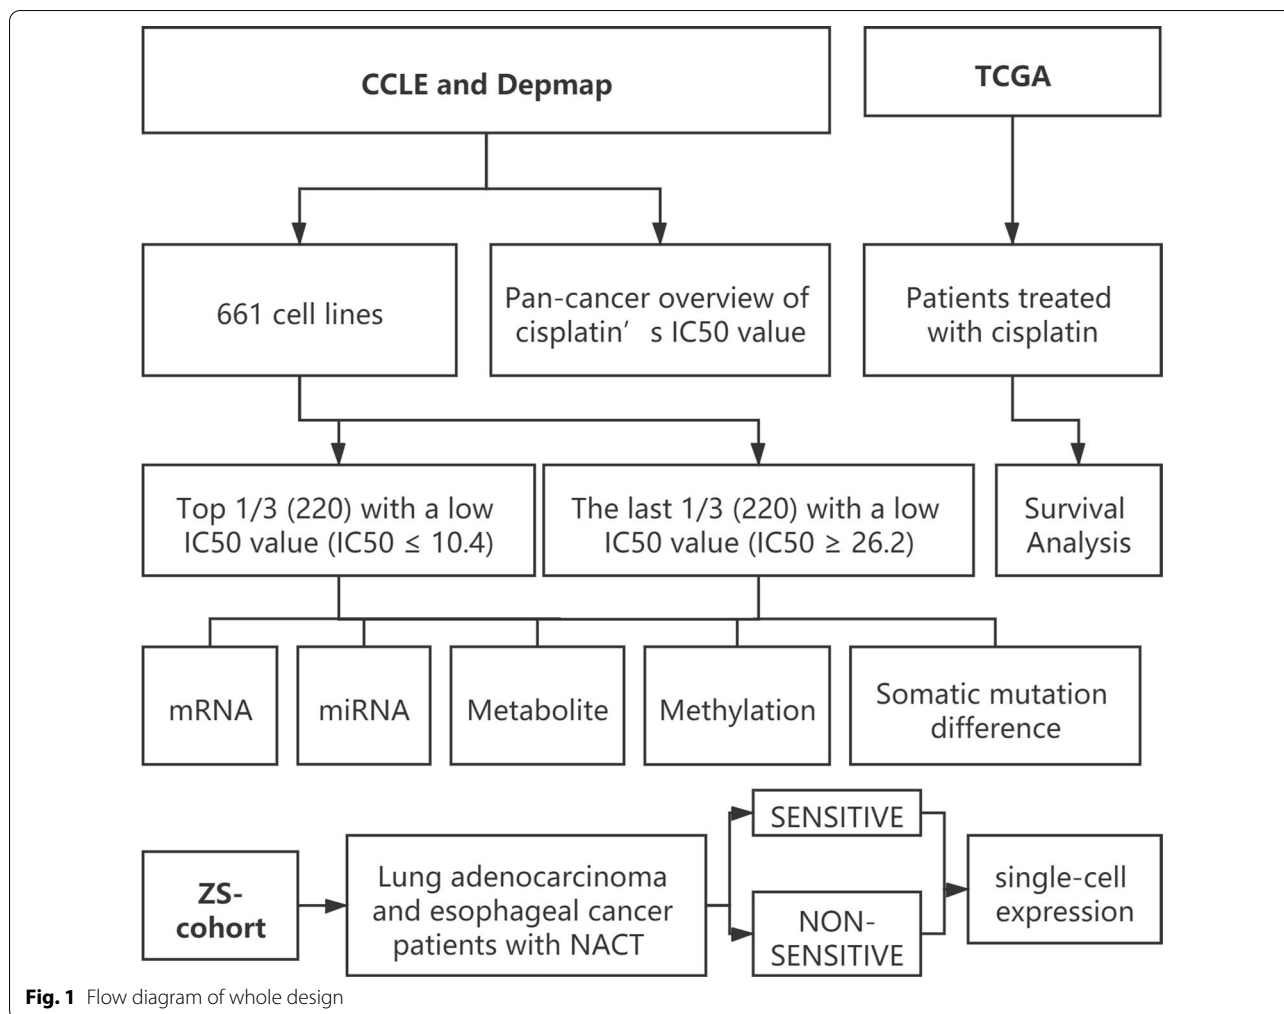 CCLE and Depmap
TCGA
661 cell lines
Pan-cancer overview of
cisplatin’ s IC50 value
Patients treated
with cisplatin
Top 1/3 (220) with a low
IC50 value (IC50 ≤ 10.4)
The last 1/3 (220) with a low
IC50 value (IC50 ≥ 26.2)
Survival
Analysis
mRNA
miRNA
Metabolite
Methylation
Somatic mutation
difference
ZS-
cohort
Lung adenocarcinoma
and esophageal cancer
patients with NACT
SENSITIVE
NON-
SENSITIVE
single-cell
expression
Fig. 1 Flow diagram of whole design